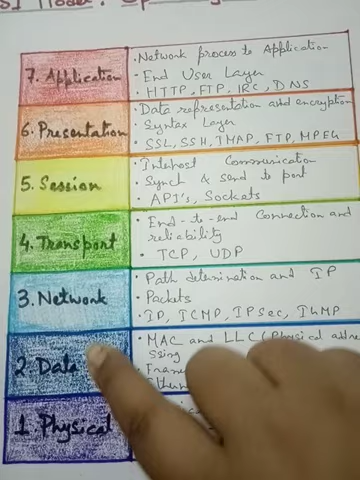 SI Model:
7. Application
• Network process to Application
• End User Layer
• HTTP, FTP, IRC, DNS
6. Presentation
• Data representation and encryption
• Syntax Layer
• SSL, SSH, IMAP, FTP, MPEG
5. Session
• Interhost Communication
• Synch & send to port
• API's, Sockets
4. Transport
• End-to-end Connection and
reliability
• TCP, UDP
3. Network
• Path determination and IP
• Packets
• IP, ICMP, IPSec, IGMP
2. Data
• MAC and LLC (Physical addre
ssing
1. Physical